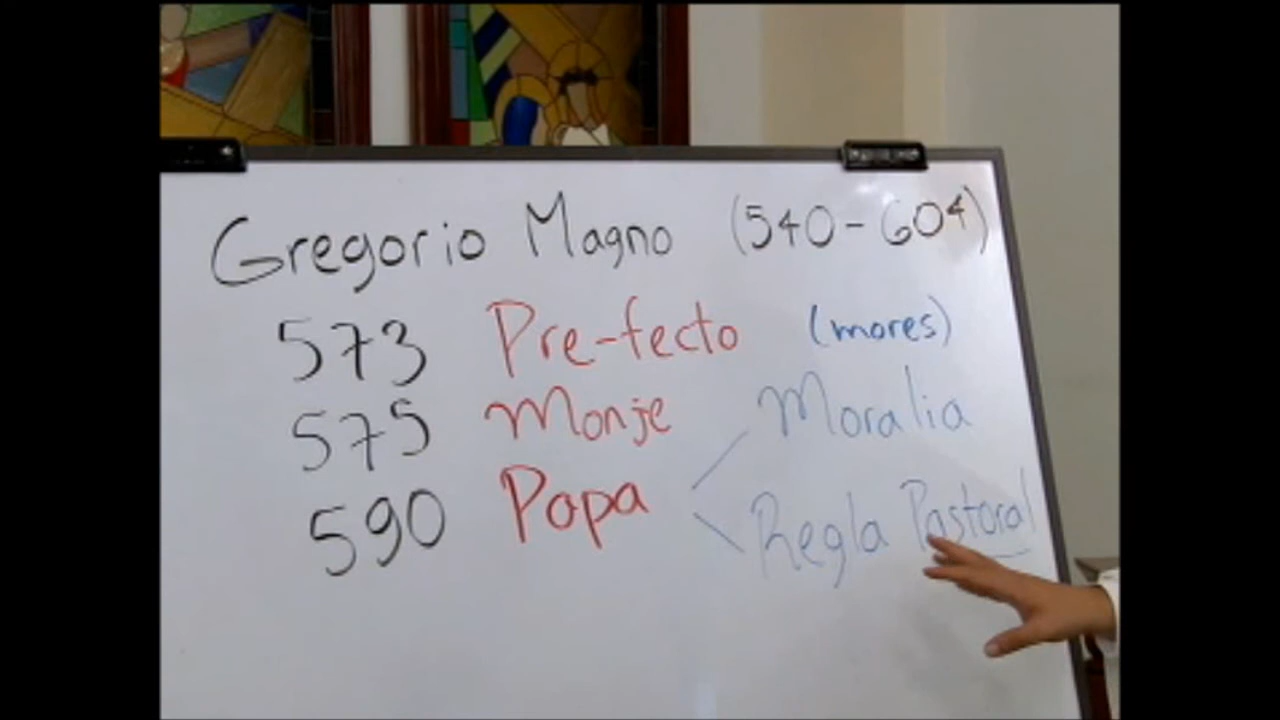 Gregorio Magno (540-604)
573 Pre-fecto (mores)
575 Monje Moralia
590 Papa Regla Pastoral